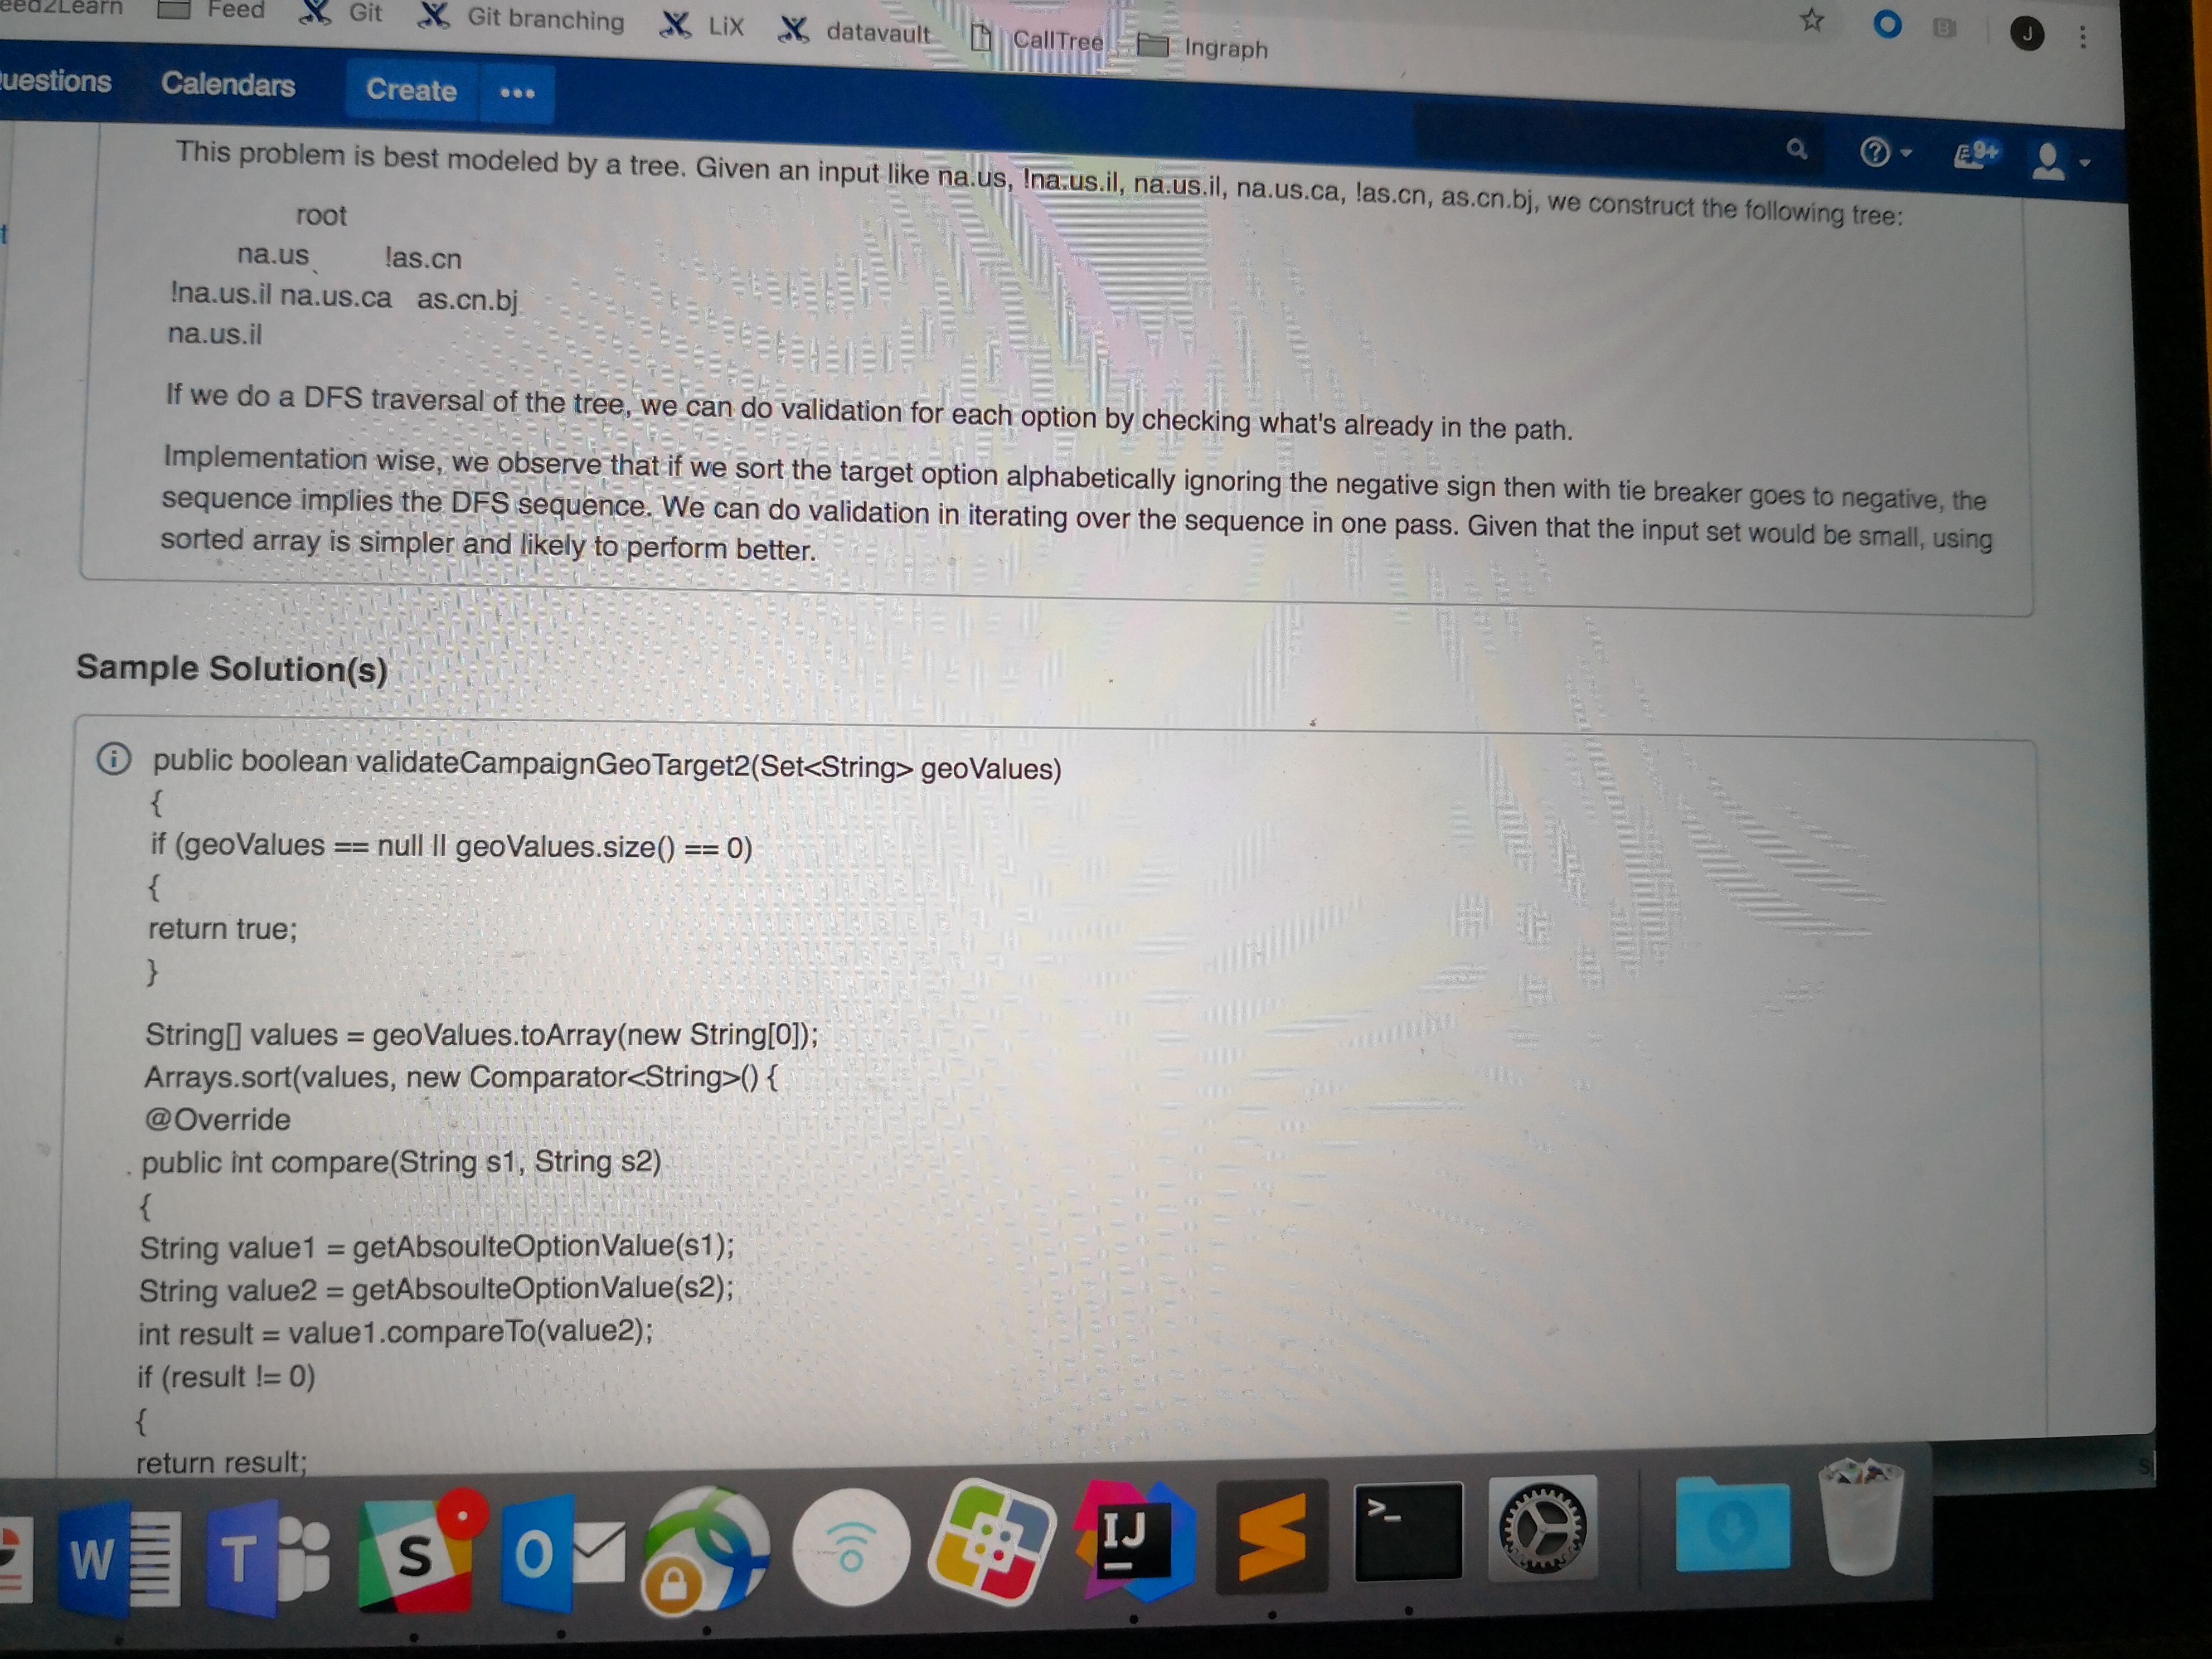 Feed
Git
Git branching
LiX
datavault
CallTree
Ingraph
J
Calendars
Create
•••
?
9+
This problem is best modeled by a tree. Given an input like na.us, !na.us.il, na.us.il, na.us.ca, !as.cn, as.cn.bj, we construct the following tree:
root
na.us !as.cn
!na.us.il na.us.ca as.cn.bj
na.us.il
If we do a DFS traversal of the tree, we can do validation for each option by checking what's already in the path.
Implementation wise, we observe that if we sort the target option alphabetically ignoring the negative sign then with tie breaker goes to negative, the
sequence implies the DFS sequence. We can do validation in iterating over the sequence in one pass. Given that the input set would be small, using
sorted array is simpler and likely to perform better.
Sample Solution(s)
i public boolean validateCampaignGeoTarget2(Set<String> geoValues)
{
if (geoValues == null || geoValues.size() == 0)
{
return true;
}
String[] values = geoValues.toArray(new String[0]);
Arrays.sort(values, new Comparator<String>() {
@Override
public int compare(String s1, String s2)
{
String value1 = getAbsoulteOptionValue(s1);
String value2 = getAbsoulteOptionValue(s2);
int result = value1.compareTo(value2);
if (result != 0)
{
return result;
W
T
S
O
IJ
>_